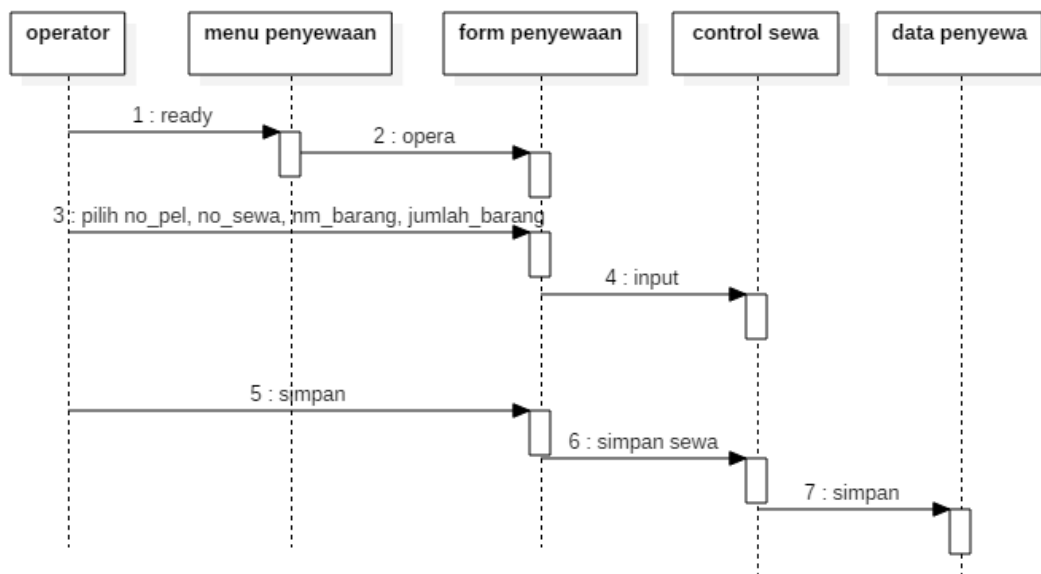 operator
menu penyewaan
form penyewaan
control sewa
data penyewa
1 : ready
2 : opera
3 : pilih no_pel, no_sewa, nm_barang, jumlah_barang
4 : input
5 : simpan
6 : simpan sewa
7 : simpan